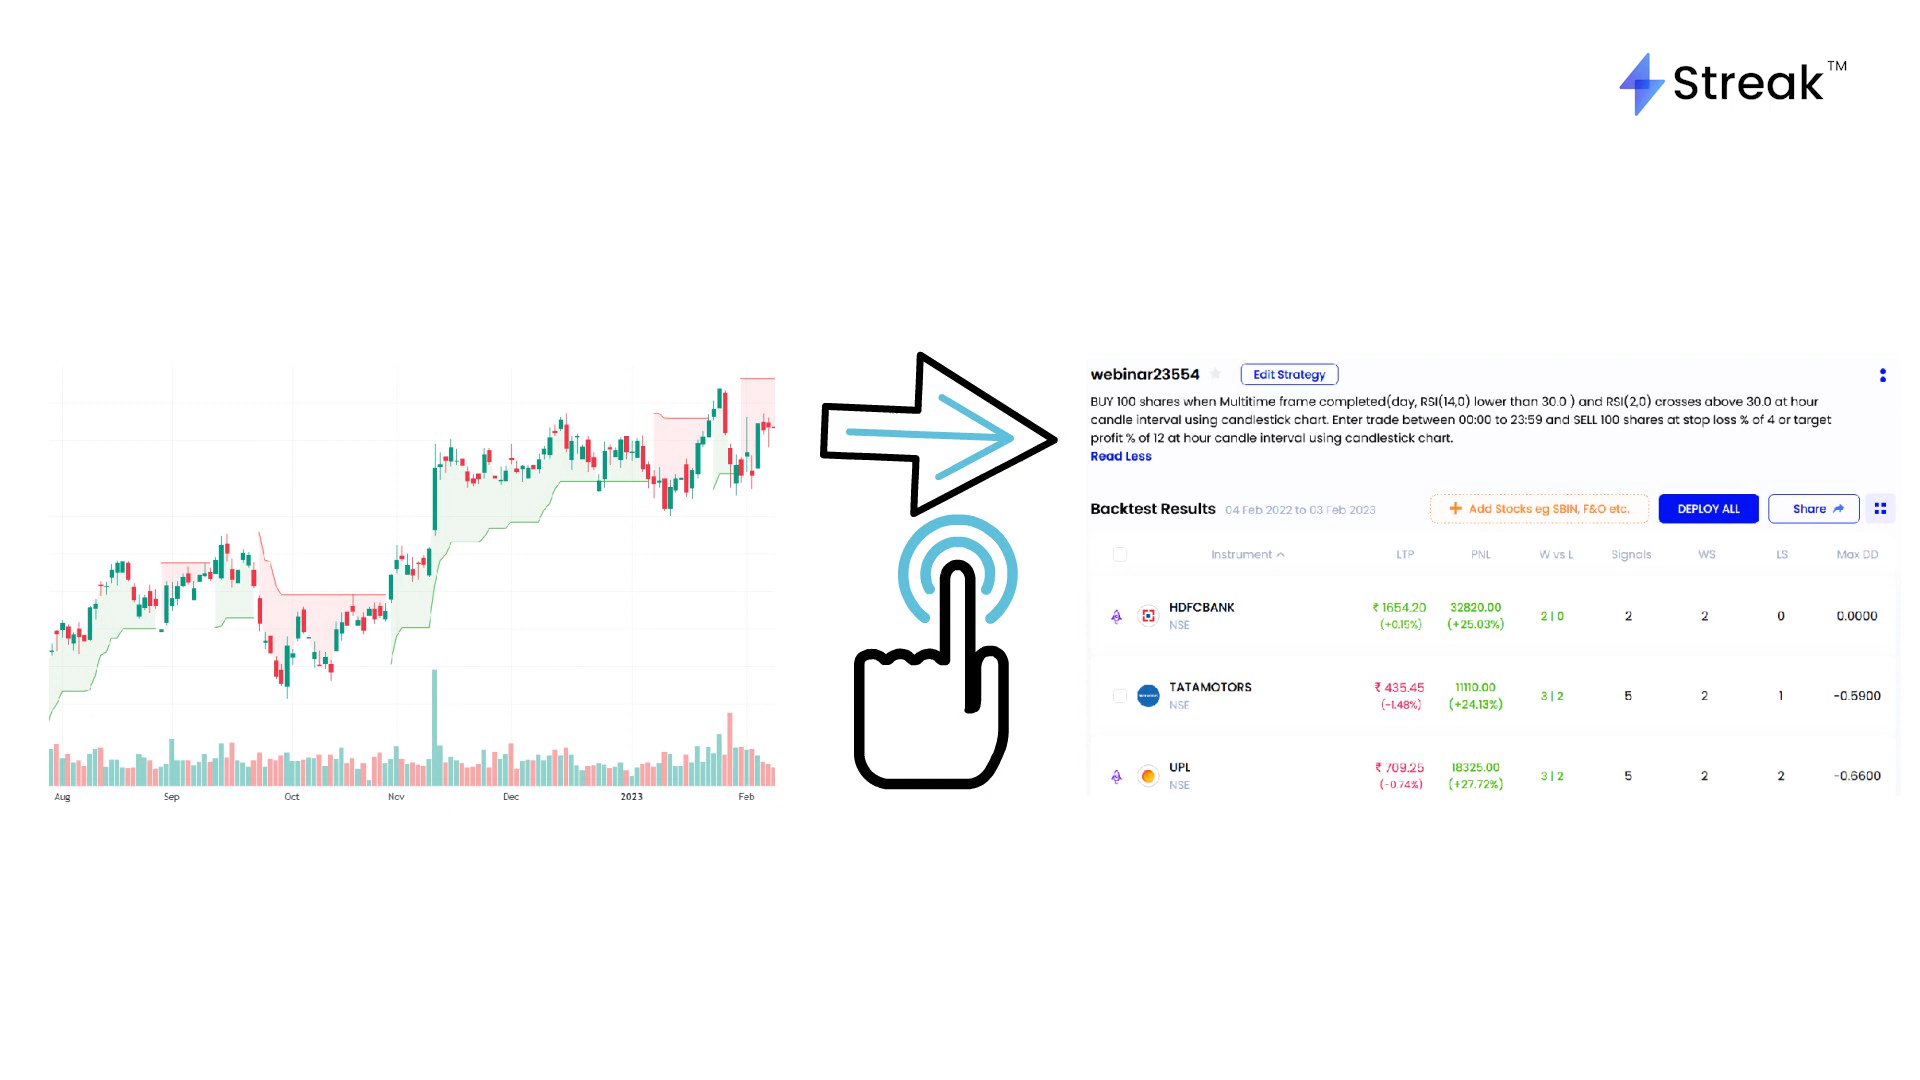 Streak™
Aug Sep Oct Nov Dec 2023 Feb
webinar23554 Edit Strategy
BUY 100 shares when Multitime frame completed(day, RSI(14,0) lower than 30.0 ) and RSI(2,0) crosses above 30.0 at hour
candle interval using candlestick chart. Enter trade between 00:00 to 23:59 and SELL 100 shares at stop loss % of 4 or target
profit % of 12 at hour candle interval using candlestick chart.
Read Less
Backtest Results 04 Feb 2022 to 03 Feb 2023 + Add Stocks eg SBIN, F&O etc. DEPLOY ALL Share
Instrument LTP PNL W vs L Signals WS LS Max DD
HDFCBANK ₹ 1654.20 32820.00 2 | 0 2 2 0 0.0000
NSE (+0.15%) (+25.03%)
TATAMOTORS ₹ 435.45 11110.00 3 | 2 5 2 1 -0.5900
NSE (-1.48%) (+24.13%)
UPL ₹ 709.25 18325.00 3 | 2 5 2 2 -0.6600
NSE (-0.74%) (+27.72%)